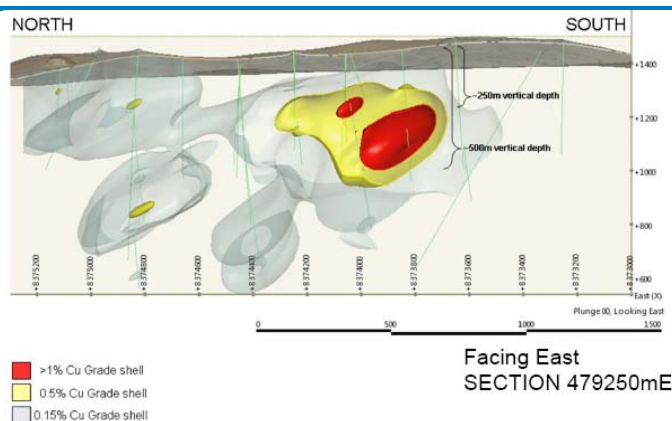 NORTH
SOUTH
+1400
~250m vertical depth
+1200
~500m vertical depth
+1000
+800
+600
+8375200
+8375000
+8374800
+8374600
+8374400
+8374200
+8374000
+8373800
+8373600
+8373400
+8373200
+8373000
East (X)
Plunge 00, Looking East
0
500
1000
1500
Facing East
SECTION 479250mE
>1% Cu Grade shell
0.5% Cu Grade shell
0.15% Cu Grade shell